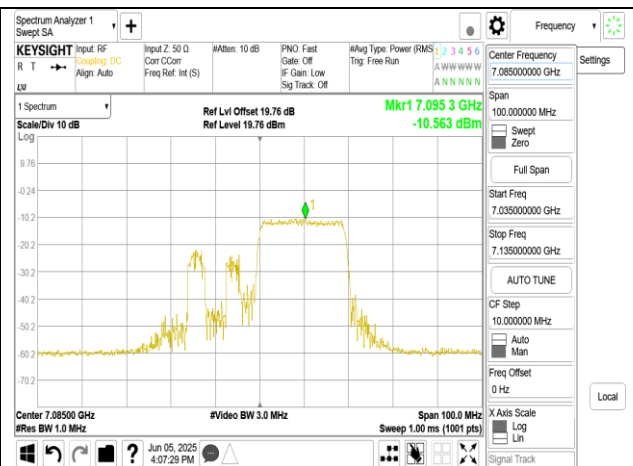 Spectrum Analyzer 1
Swept SA
Frequency
KEYSIGHT
R T
Input: RF
Coupling: DC
Align: Auto
Input Z: 50 Ω
Corr CCorr
Freq Ref: Int (S)
#Atten: 10 dB
PNO: Fast
Gate: Off
IF Gain: Low
Sig Track: Off
#Avg Type: Power (RMS
Trig: Free Run
1 2 3 4 5 6
A W W W W W
A N N N N N
Center Frequency
7.085000000 GHz
Settings
Span
100.000000 MHz
Swept
Zero
Full Span
Start Freq
7.035000000 GHz
Stop Freq
7.135000000 GHz
AUTO TUNE
CF Step
10.000000 MHz
Auto
Man
Freq Offset
0 Hz
Local
X Axis Scale
Log
Lin
Signal Track
1 Spectrum
Scale/Div 10 dB
Log
Ref Lvl Offset 19.76 dB
Ref Level 19.76 dBm
Mkr1 7.095 3 GHz
-10.563 dBm
9.76
-0.24
-10.2
-20.2
-30.2
-40.2
-50.2
-60.2
-70.2
1
Center 7.08500 GHz
#Res BW 1.0 MHz
#Video BW 3.0 MHz
Span 100.0 MHz
Sweep 1.00 ms (1001 pts)
?
Jun 05, 2025
4:07:29 PM